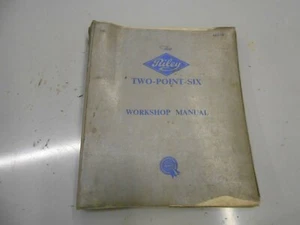 The
Riley
TWO-POINT-SIX
WORKSHOP MANUAL